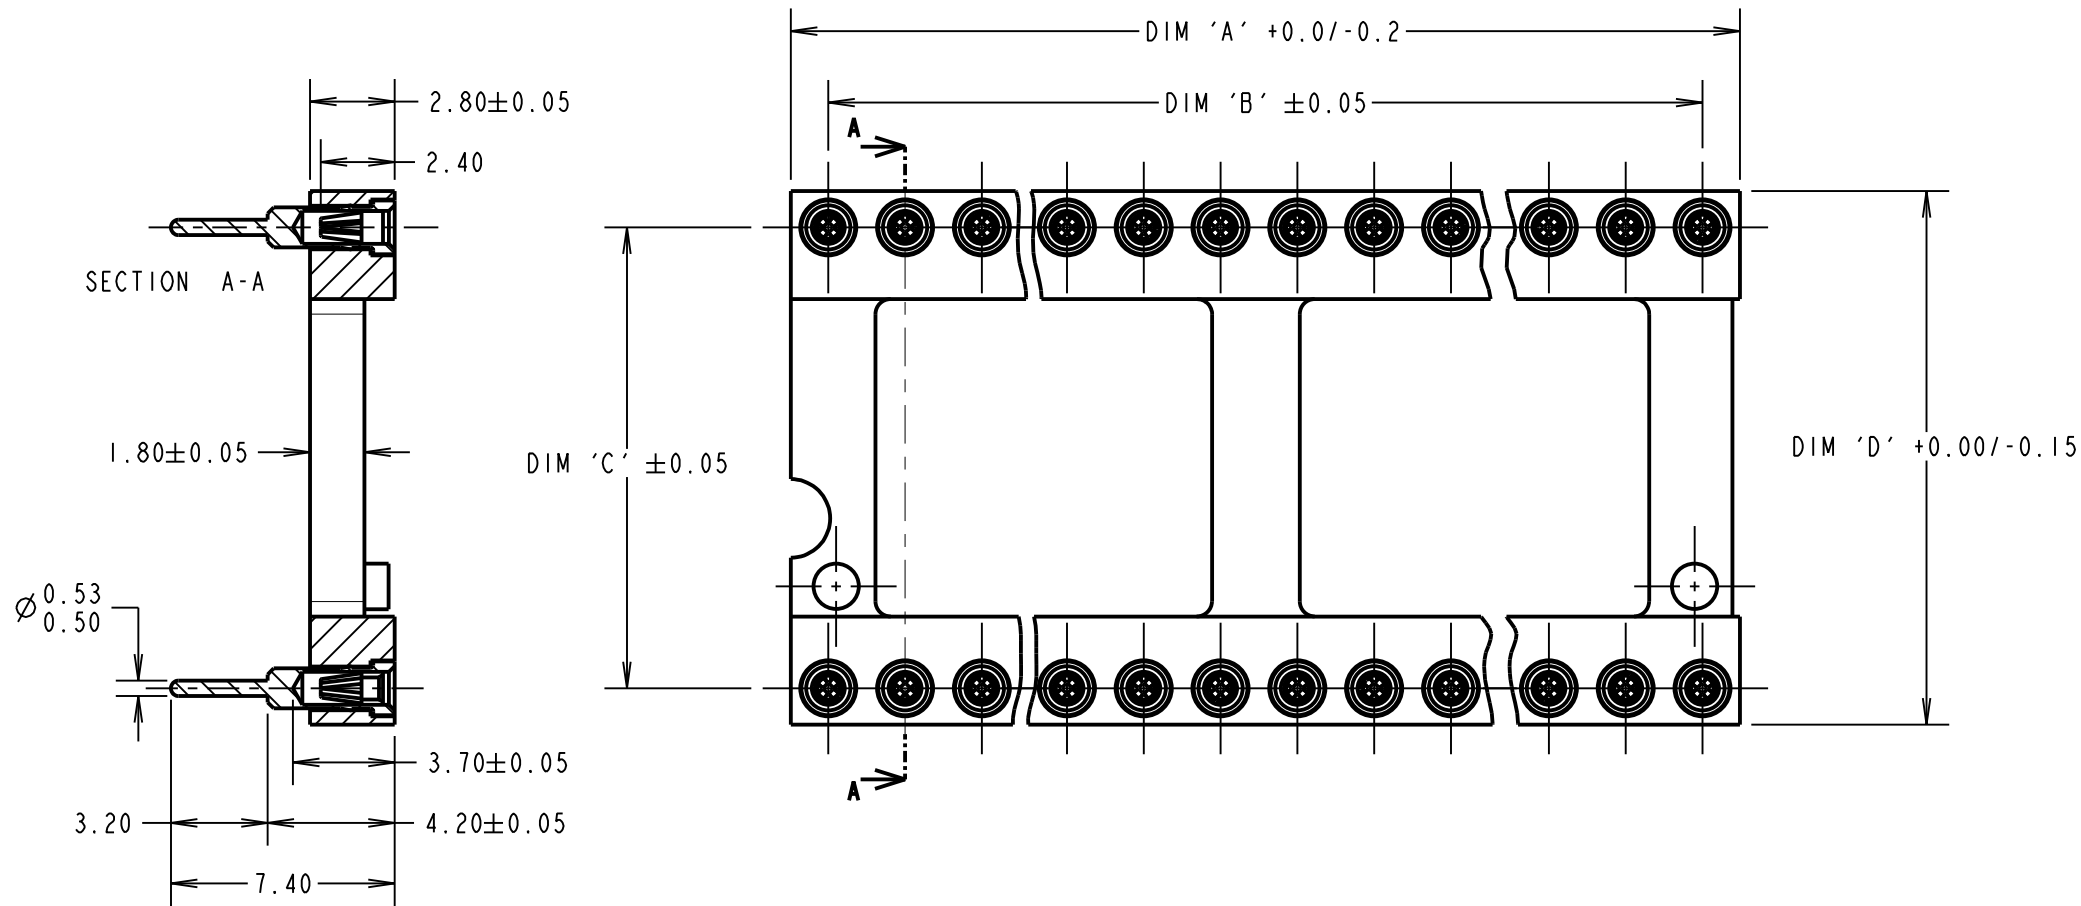 DIM 'A' +0.0/-0.2
2.80±0.05
DIM 'B' ±0.05
A
2.40
SECTION A-A
1.80±0.05
DIM 'C' ±0.05
DIM 'D' +0.00/-0.15
Ø 0.53
0.50
3.70±0.05
A
3.20
4.20±0.05
7.40